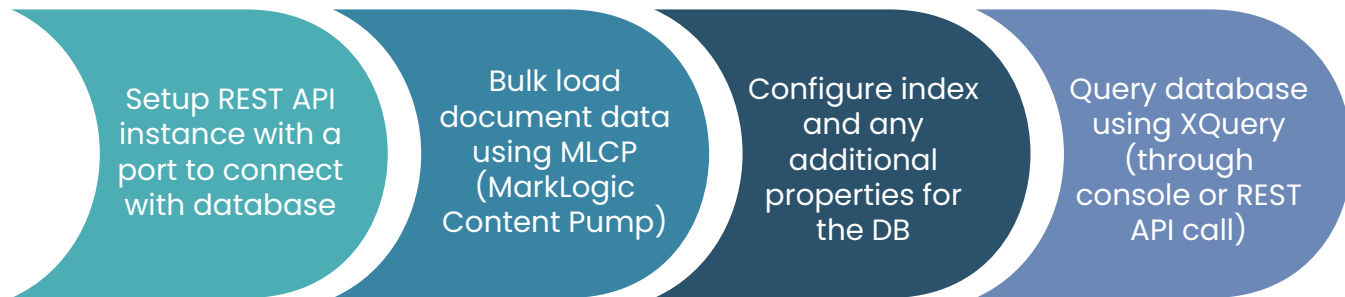 Setup REST API
instance with a
port to connect
with database
Bulk load
document data
using MLCP
(MarkLogic
Content Pump)
Configure index
and any
additional
properties for
the DB
Query database
using XQuery
(through
console or REST
API call)